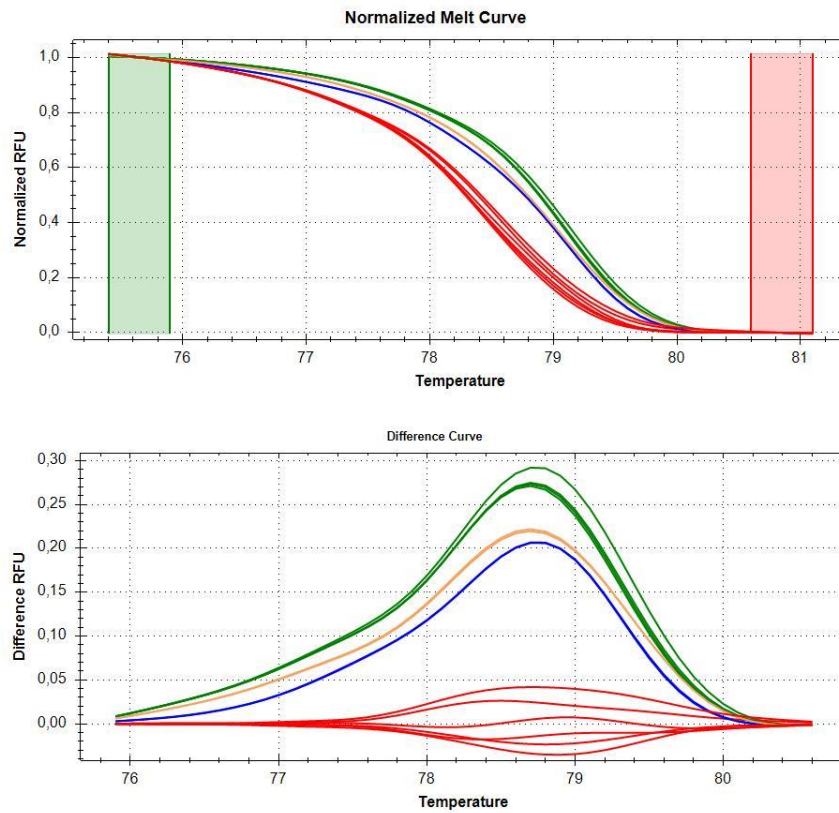 Normalized Melt Curve
1,0
0,8
0,6
0,4
0,2
0,0
Normalized RFU
76 77 78 79 80 81
Temperature
Difference Curve
0,30
0,25
0,20
0,15
0,10
0,05
0,00
Difference RFU
76 77 78 79 80
Temperature